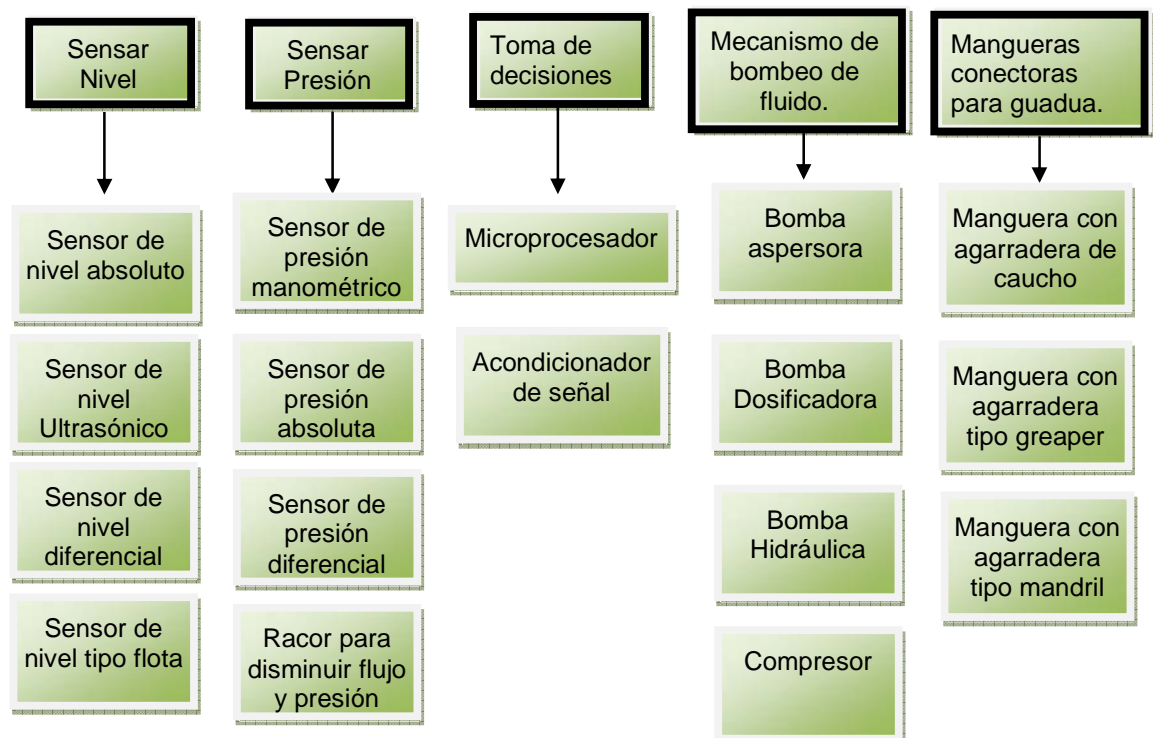 Sensar
Nivel
Sensar
Presión
Toma de
decisiones
Mecanismo de
bombeo de
fluido.
Mangueras
conectoras
para guadua.
Sensor de
nivel absoluto
Sensor de
presión
manométrico
Microprocesador
Bomba
aspersora
Manguera con
agarradera de
caucho
Sensor de
nivel
Ultrasónico
Sensor de
presión
absoluta
Acondicionador
de señal
Bomba
Dosificadora
Manguera con
agarradera
tipo greaper
Sensor de
nivel
diferencial
Sensor de
presión
diferencial
Bomba
Hidráulica
Manguera con
agarradera
tipo mandril
Sensor de
nivel tipo flota
Racor para
disminuir flujo
y presión
Compresor